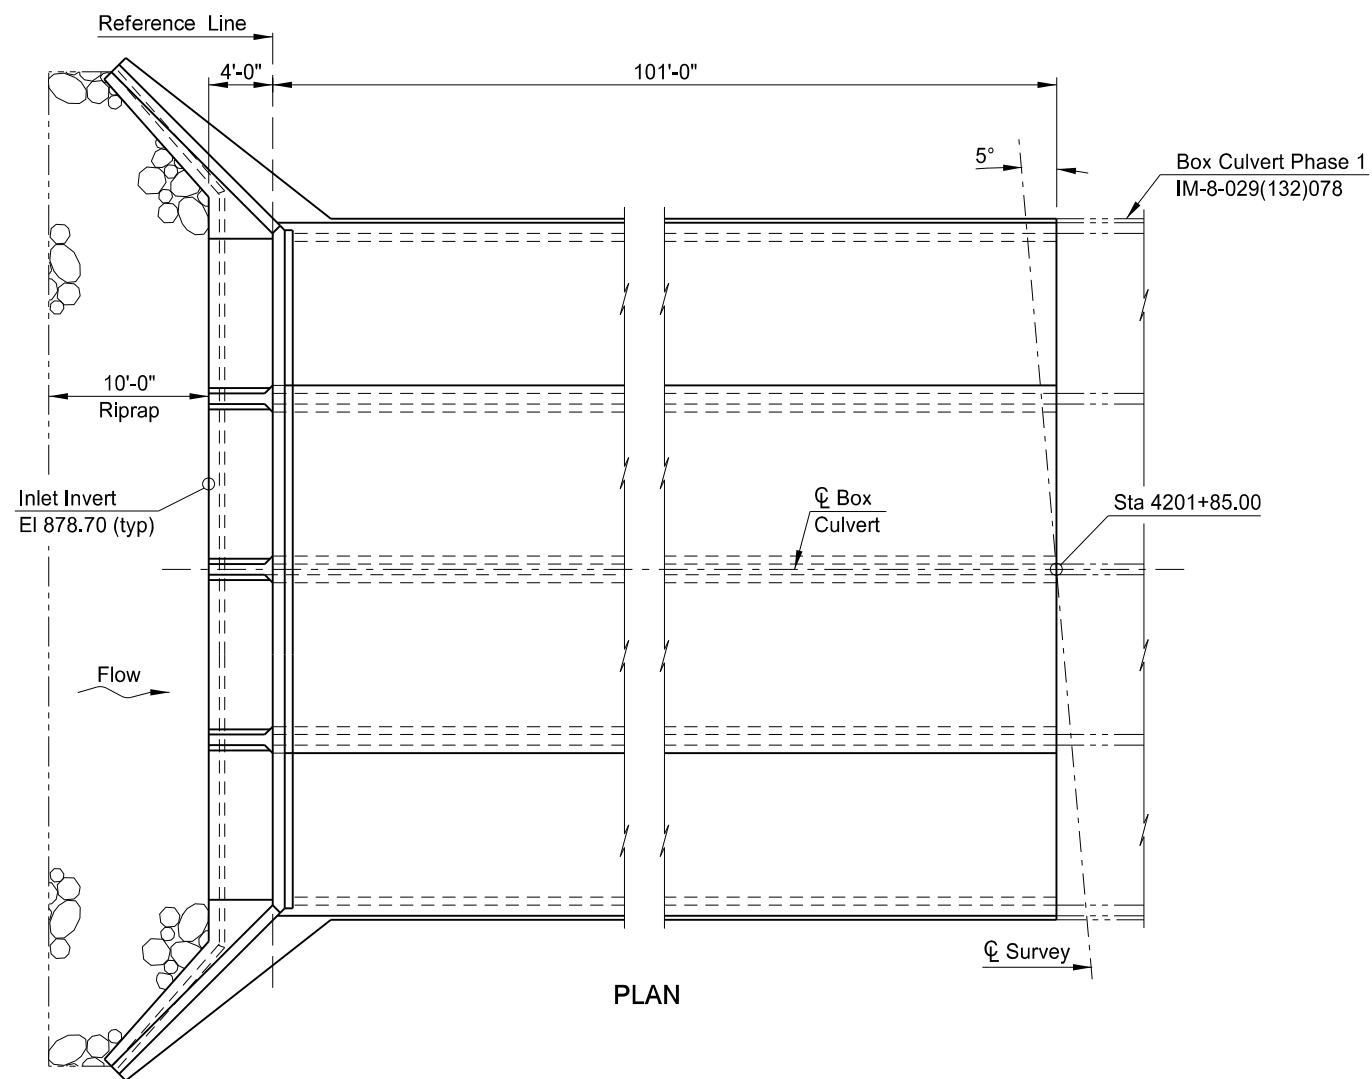 Reference Line
4'-0"
101'-0"
5°
Box Culvert Phase 1
IM-8-029(132)078
10'-0"
Riprap
Inlet Invert
El 878.70 (typ)
℄ Box
Culvert
Sta 4201+85.00
Flow
℄ Survey
PLAN